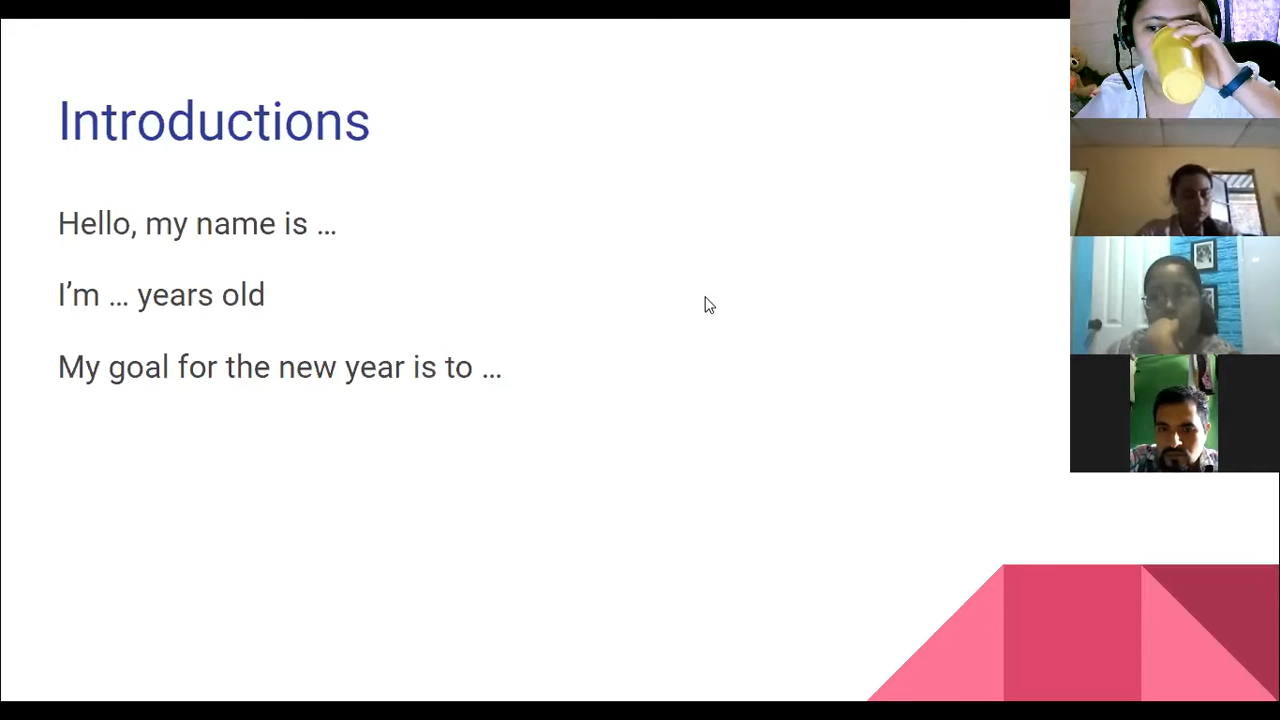 Introductions
Hello, my name is …
I’m … years old
My goal for the new year is to …